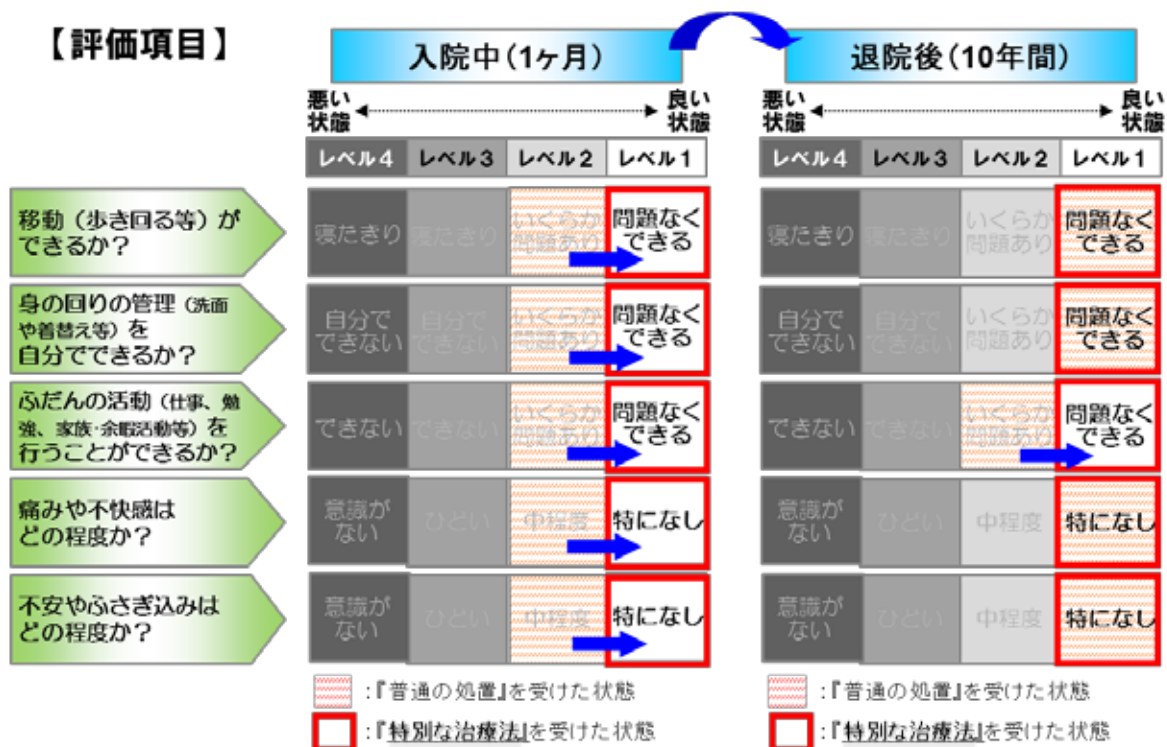 【評価項目】
入院中(1ヶ月)
退院後(10年間)
悪い
状態
良い
状態
悪い
状態
良い
状態
レベル4
レベル3
レベル2
レベル1
レベル4
レベル3
レベル2
レベル1
移動(歩き回る等)が
できるか?
寝たきり
寝たきり
いくらか
問題あり
問題なく
できる
寝たきり
寝たきり
いくらか
問題あり
問題なく
できる
身の回りの管理(洗面
や着替え等)を
自分でできるか?
自分で
できない
自分で
できない
いくらか
問題あり
問題なく
できる
自分で
できない
自分で
できない
いくらか
問題あり
問題なく
できる
ふだんの活動(仕事、勉
強、家族・余暇活動等)を
行うことができるか?
できない
できない
いくらか
問題あり
問題なく
できる
できない
できない
いくらか
問題あり
問題なく
できる
痛みや不快感は
どの程度か?
意識が
ない
ひどい
中程度
特になし
意識が
ない
ひどい
中程度
特になし
不安やふさぎ込みは
どの程度か?
意識が
ない
ひどい
中程度
特になし
意識が
ない
ひどい
中程度
特になし
:『普通の処置』を受けた状態
:『特別な治療法』を受けた状態
:『普通の処置』を受けた状態
:『特別な治療法』を受けた状態